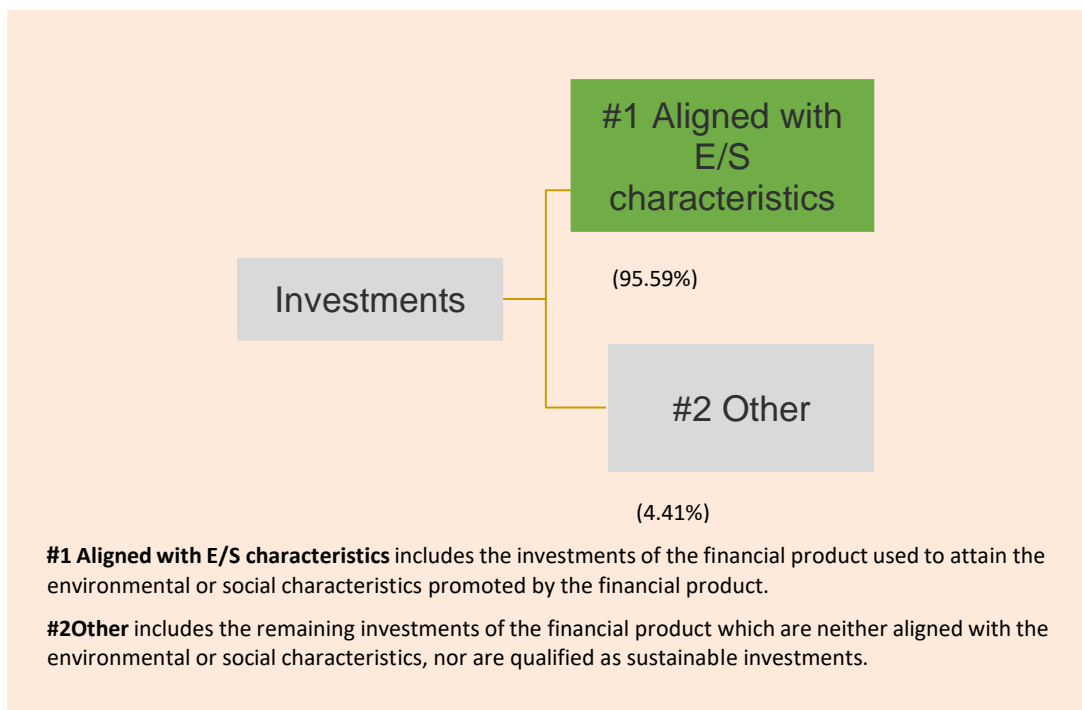 #1 Aligned with
E/S
characteristics
(95.59%)
Investments
#2 Other
(4.41%)
#1 Aligned with E/S characteristics includes the investments of the financial product used to attain the
environmental or social characteristics promoted by the financial product.
#2Other includes the remaining investments of the financial product which are neither aligned with the
environmental or social characteristics, nor are qualified as sustainable investments.